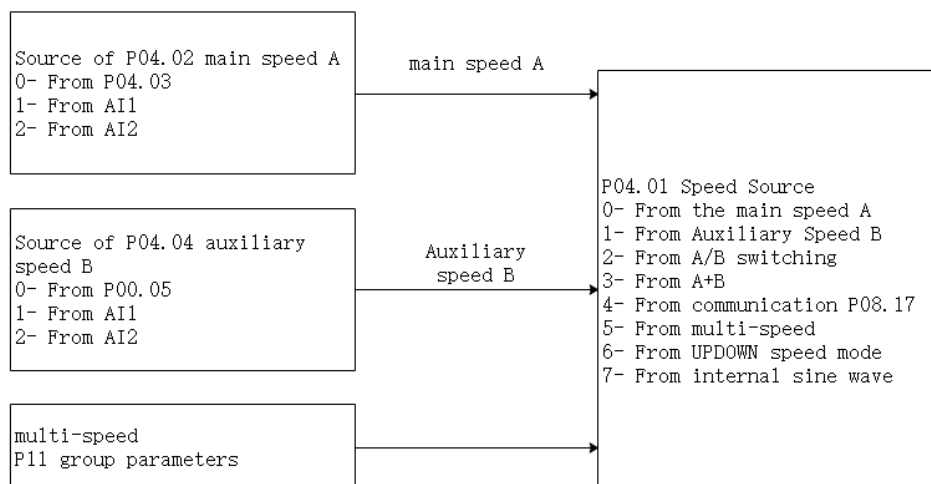 Source of P04.02 main speed A
0- From P04.03
1- From AI1
2- From AI2
main speed A
Source of P04.04 auxiliary
speed B
0- From P00.05
1- From AI1
2- From AI2
Auxiliary
speed B
multi-speed
P11 group parameters
P04.01 Speed Source
0- From the main speed A
1- From Auxiliary Speed B
2- From A/B switching
3- From A+B
4- From communication P08.17
5- From multi-speed
6- From UPDOWN speed mode
7- From internal sine wave